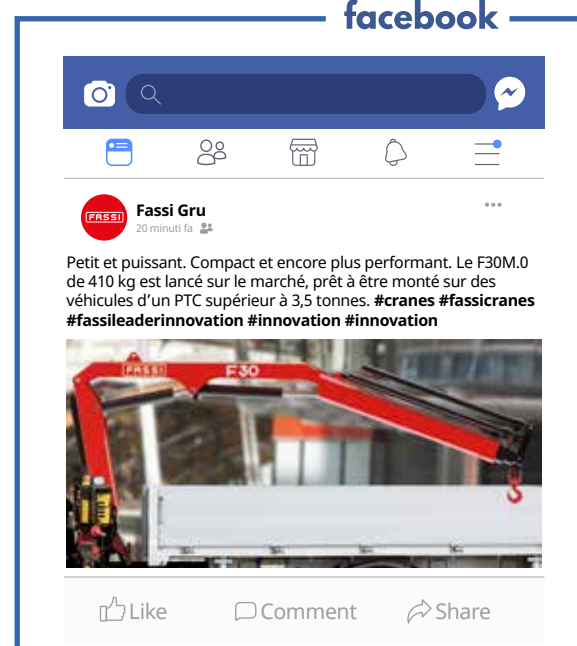 facebook
FASSI
Fassi Gru
20 minuti fa
Petit et puissant. Compact et encore plus performant. Le F30M.0
de 410 kg est lancé sur le marché, prêt à être monté sur des
véhicules d’un PTC supérieur à 3,5 tonnes. #cranes #fassicranes
#fassileaderinnovation #innovation #innovation
FASSI F30
Like Comment Share